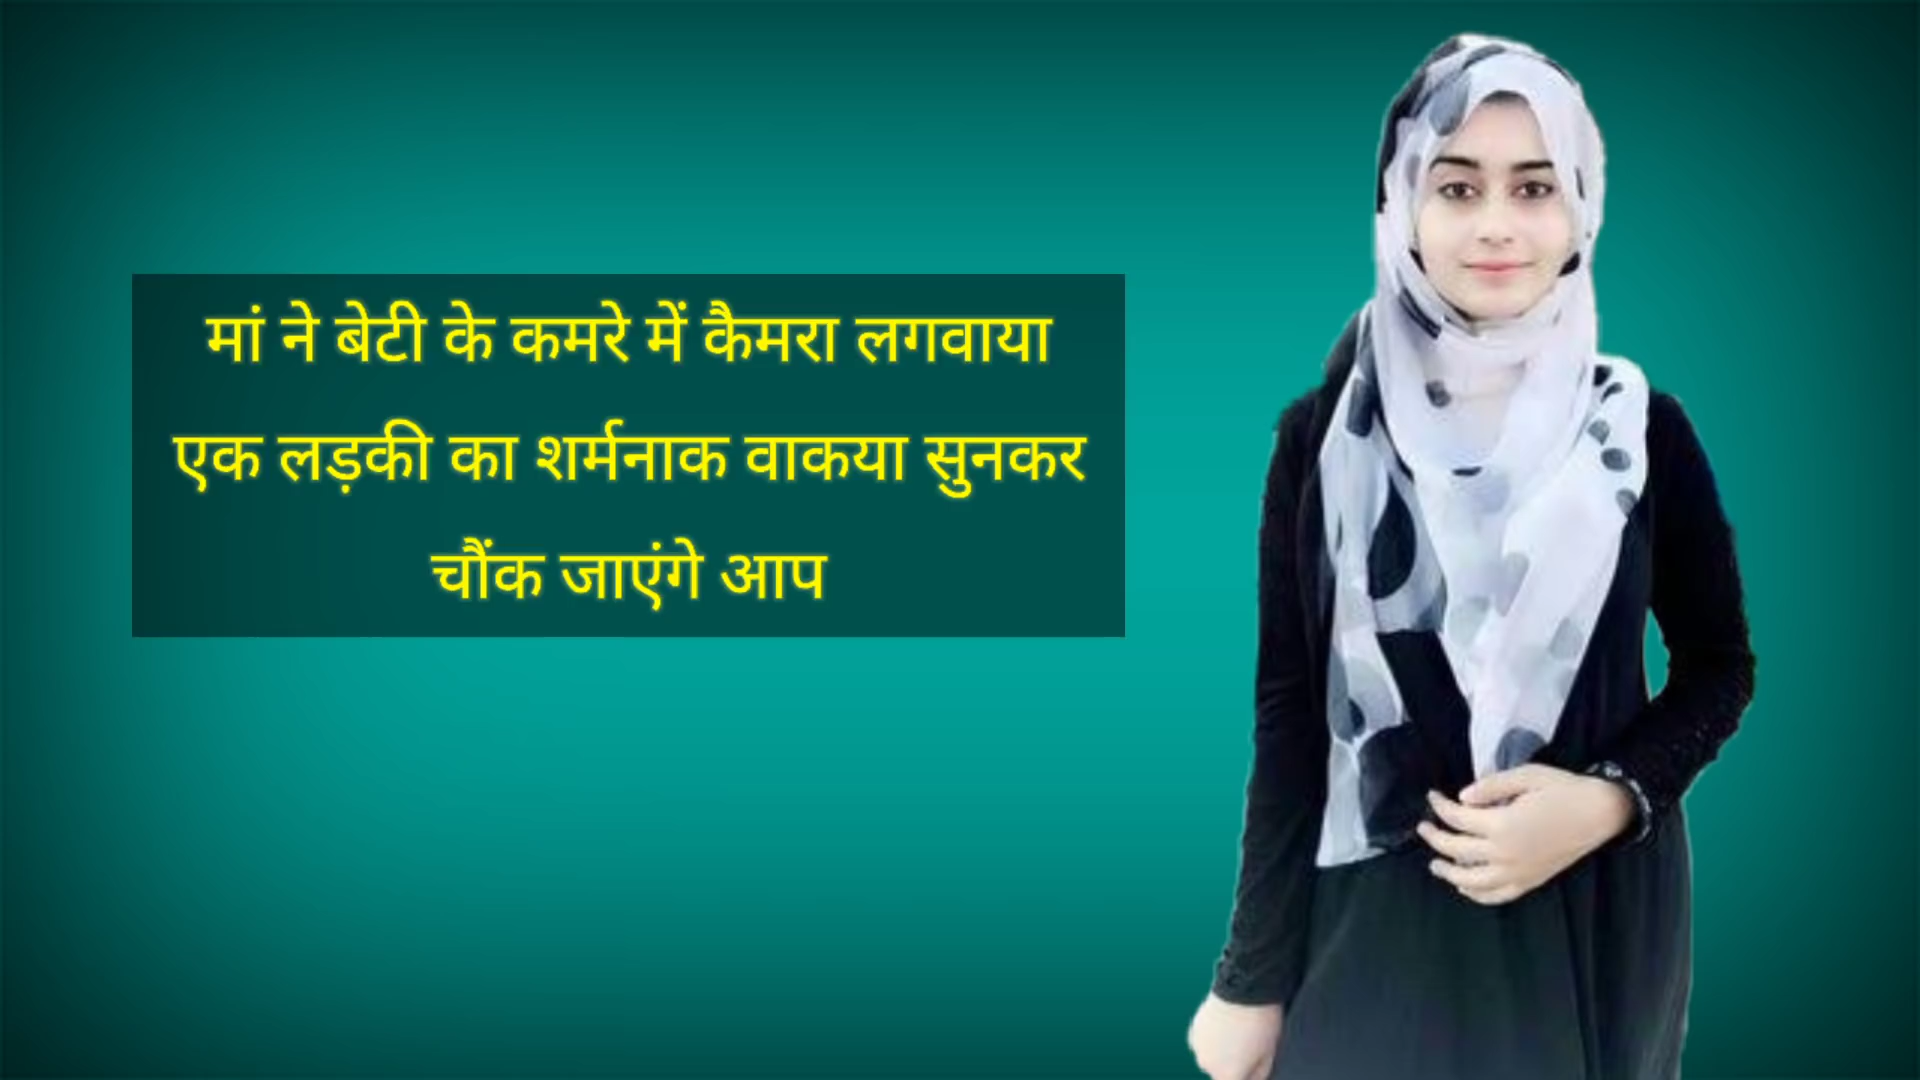 मां ने बेटी के कमरे में कैमरा लगवाया
एक लड़की का शर्मनाक वाकया सुनकर
चौंक जाएंगे आप